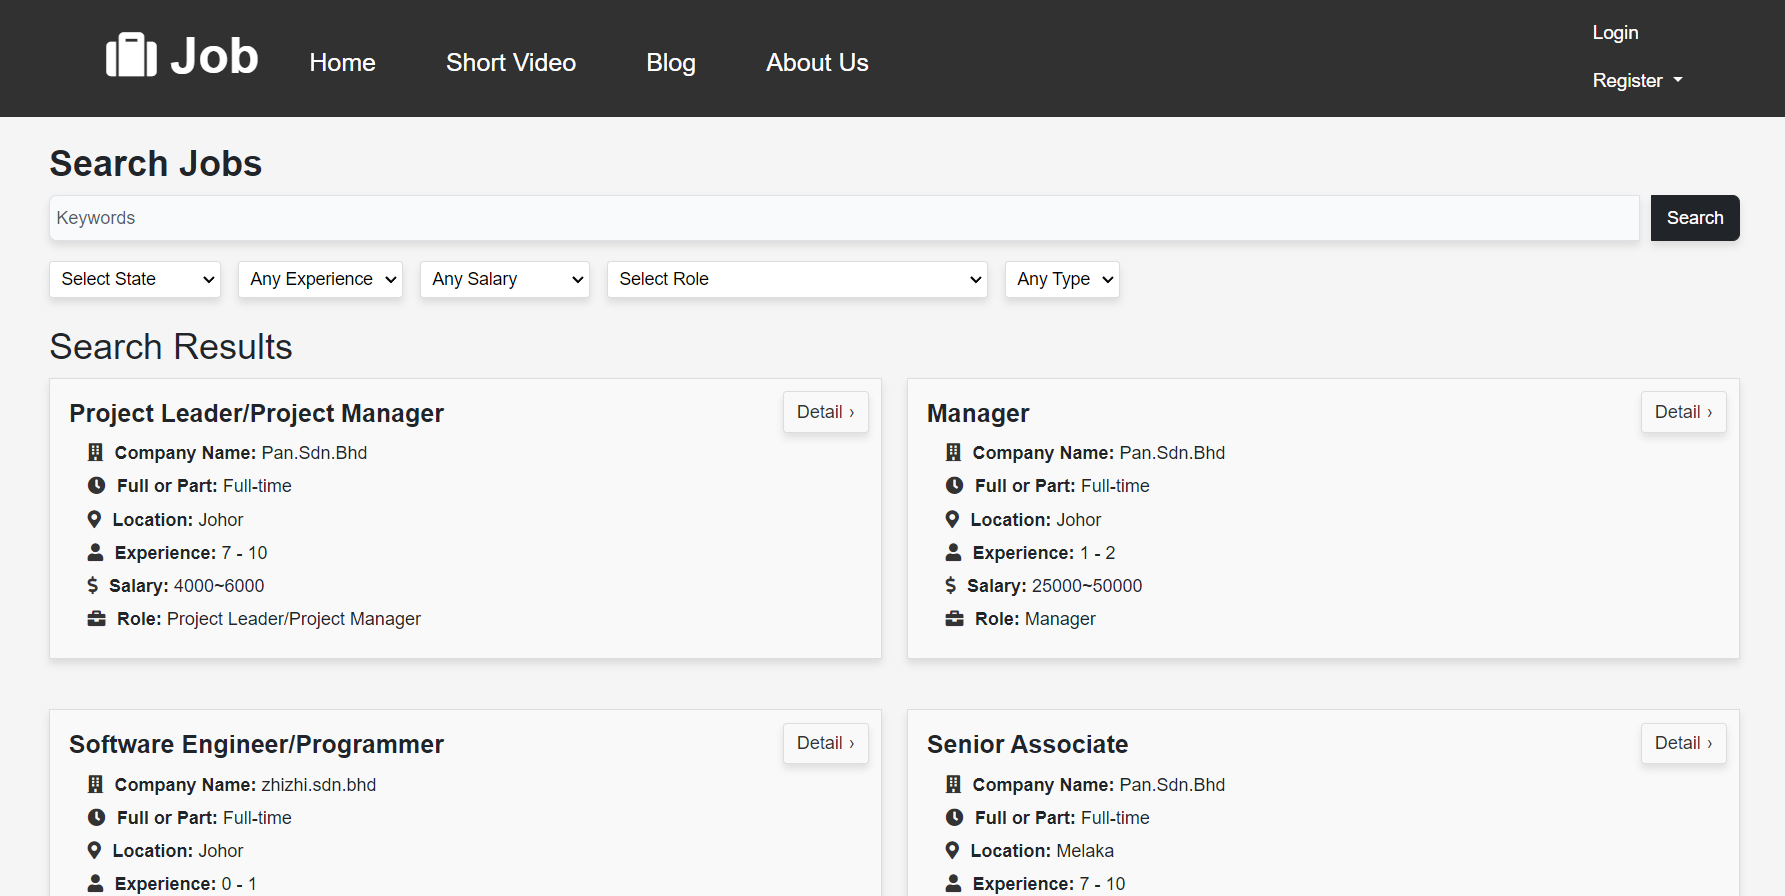 Job
Home
Short Video
Blog
About Us
Login
Register
Search Jobs
Keywords
Search
Select State
Any Experience
Any Salary
Select Role
Any Type
Search Results
Project Leader/Project Manager
Detail ›
Company Name: Pan.Sdn.Bhd
Full or Part: Full-time
Location: Johor
Experience: 7 - 10
$ Salary: 4000~6000
Role: Project Leader/Project Manager
Manager
Detail ›
Company Name: Pan.Sdn.Bhd
Full or Part: Full-time
Location: Johor
Experience: 1 - 2
$ Salary: 25000~50000
Role: Manager
Software Engineer/Programmer
Detail ›
Company Name: zhizhi.sdn.bhd
Full or Part: Full-time
Location: Johor
Experience: 0 - 1
Senior Associate
Detail ›
Company Name: Pan.Sdn.Bhd
Full or Part: Full-time
Location: Melaka
Experience: 7 - 10